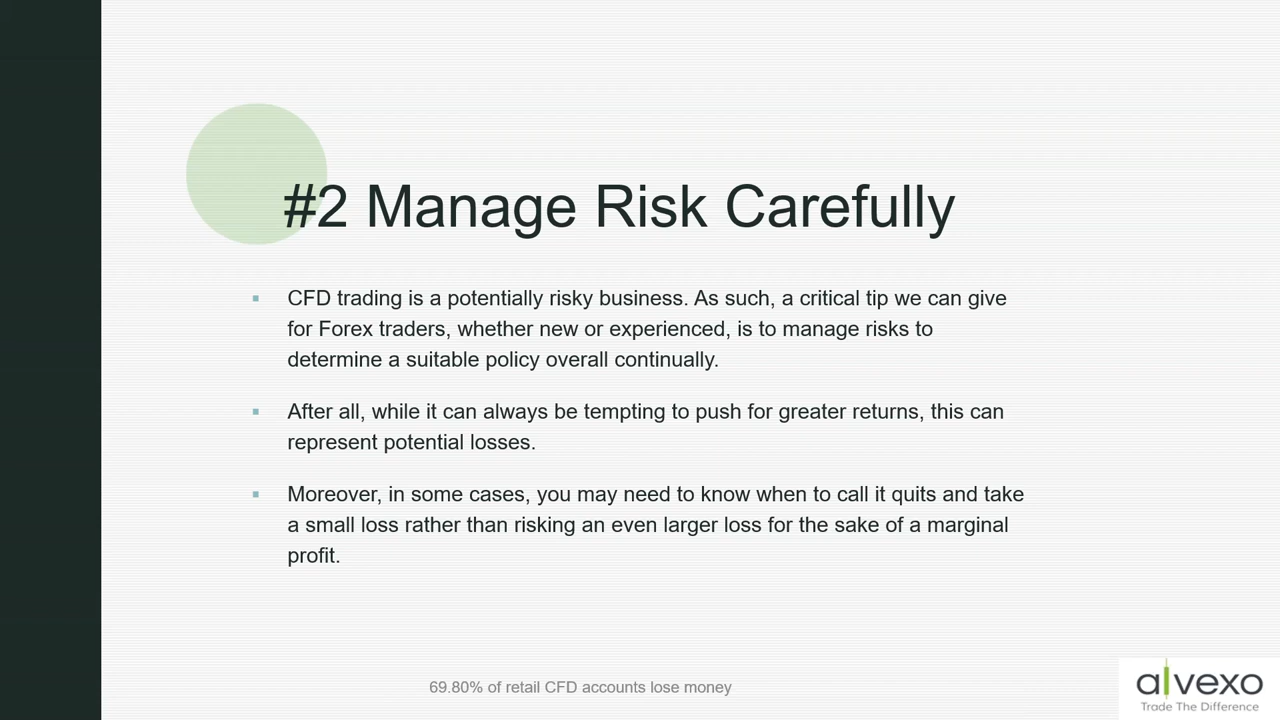 #2 Manage Risk Carefully
▪ CFD trading is a potentially risky business. As such, a critical tip we can give
for Forex traders, whether new or experienced, is to manage risks to
determine a suitable policy overall continually.
▪ After all, while it can always be tempting to push for greater returns, this can
represent potential losses.
▪ Moreover, in some cases, you may need to know when to call it quits and take
a small loss rather than risking an even larger loss for the sake of a marginal
profit.
69.80% of retail CFD accounts lose money
alvexo
Trade The Difference